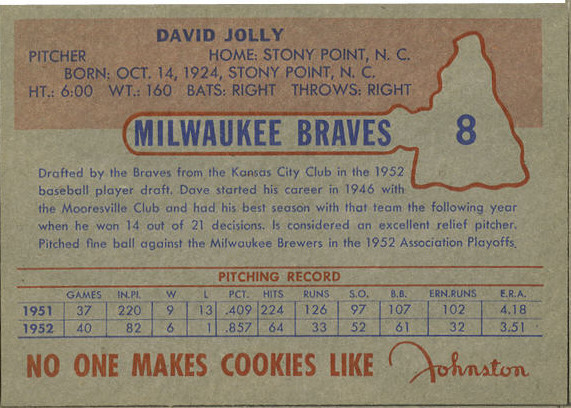 DAVID JOLLY
PITCHER HOME: STONY POINT, N. C.
BORN: OCT. 14, 1924, STONY POINT, N. C.
HT.: 6:00 WT.: 160 BATS: RIGHT THROWS: RIGHT
MILWAUKEE BRAVES 8
Drafted by the Braves from the Kansas City Club in the 1952
baseball player draft. Dave started his career in 1946 with
the Mooresville Club and had his best season with that team the following year
when he won 14 out of 21 decisions. Is considered an excellent relief pitcher.
Pitched fine ball against the Milwaukee Brewers in the 1952 Association Playoffs.
PITCHING RECORD
GAMES IN.PI. W L PCT. HITS RUNS S.O. B.B. ERN.RUNS E.R.A.
1951 37 220 9 13 .409 224 126 97 107 102 4.18
1952 40 82 6 1 .857 64 33 52 61 32 3.51
NO ONE MAKES COOKIES LIKE Johnston